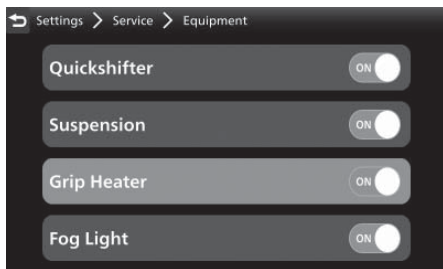 Settings > Service > Equipment
Quickshifter ON
Suspension ON
Grip Heater ON
Fog Light ON